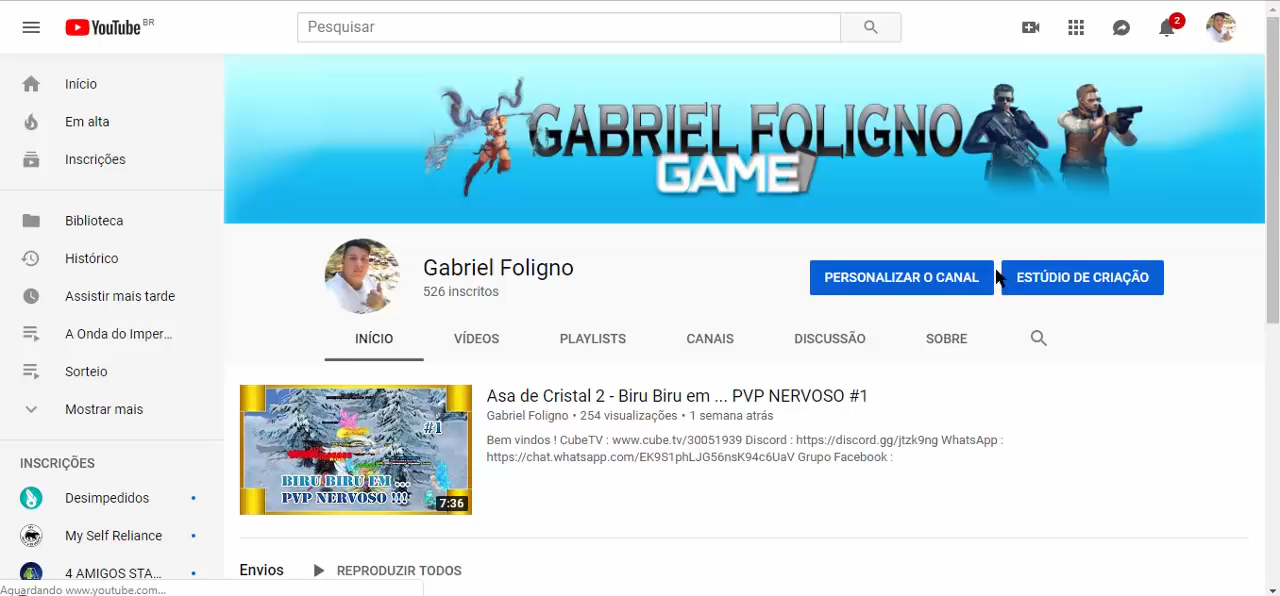 YouTube BR
Pesquisar
2
Início
Em alta
Inscrições
Biblioteca
Histórico
Assistir mais tarde
A Onda do Imper...
Sorteio
Mostrar mais
INSCRIÇÕES
Desimpedidos
My Self Reliance
4 AMIGOS STA...
GABRIEL FOLIGNO
GAME
Gabriel Foligno
526 inscritos
PERSONALIZAR O CANAL
ESTÚDIO DE CRIAÇÃO
INÍCIO
VÍDEOS
PLAYLISTS
CANAIS
DISCUSSÃO
SOBRE
#1
BIRU BIRU EM ...
PVP NERVOSO !!!
7:36
Asa de Cristal 2 - Biru Biru em ... PVP NERVOSO #1
Gabriel Foligno • 254 visualizações • 1 semana atrás
Bem vindos ! CubeTV : www.cube.tv/30051939 Discord : https://discord.gg/jtzk9ng WhatsApp :
https://chat.whatsapp.com/EK9S1phLJG56nsK94c6UaV Grupo Facebook :
Envios
REPRODUZIR TODOS
Aguardando www.youtube.com...